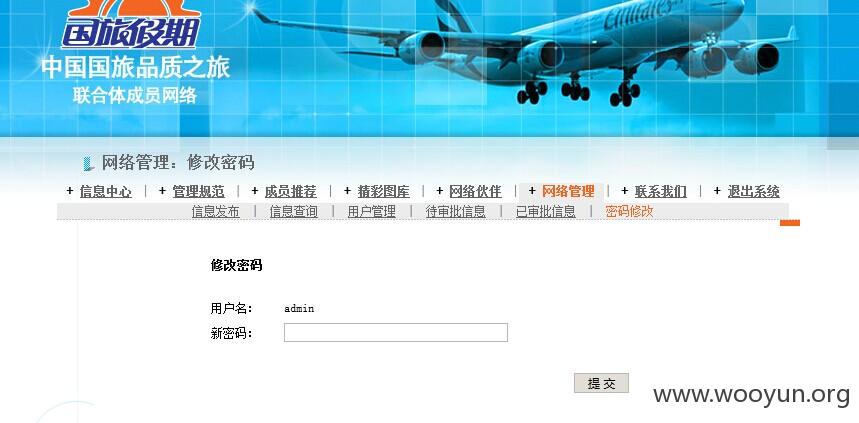 国旅假期
中国国旅品质之旅
联合体成员网络
Emirates
网络管理：修改密码
+ 信息中心 | + 管理规范 | + 成员推荐 | + 精彩图库 | + 网络伙伴 | + 网络管理 | + 联系我们 | + 退出系统
信息发布 | 信息查询 | 用户管理 | 待审批信息 | 已审批信息 | 密码修改
修改密码
用户名： admin
新密码：
提 交
www.wooyun.org